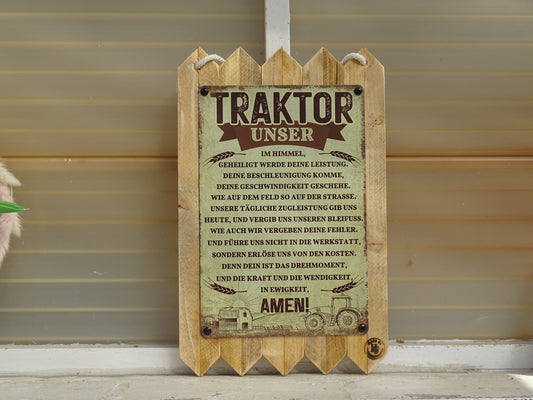 TRAKTOR
UNSER
IM HIMMEL,
GEHEILIGT WERDE DEINE LEISTUNG.
DEINE BESCHLEUNIGUNG KOMME,
DEINE GESCHWINDIGKEIT GESCHEHE.
WIE AUF DEM FELD SO AUF DER STRASSE.
UNSERE TÄGLICHE ZUGLEISTUNG GIB UNS
HEUTE, UND VERGIB UNS UNSEREN BLEIFUSS.
WIE AUCH WIR VERGEBEN DEINE FEHLER.
UND FÜHRE UNS NICHT IN DIE WERKSTATT,
SONDERN ERLÖSE UNS VON DEN KOSTEN.
DENN DEIN IST DAS DREHMOMENT,
UND DIE KRAFT UND DIE WENDIGKEIT,
IN EWIGKEIT,
AMEN!